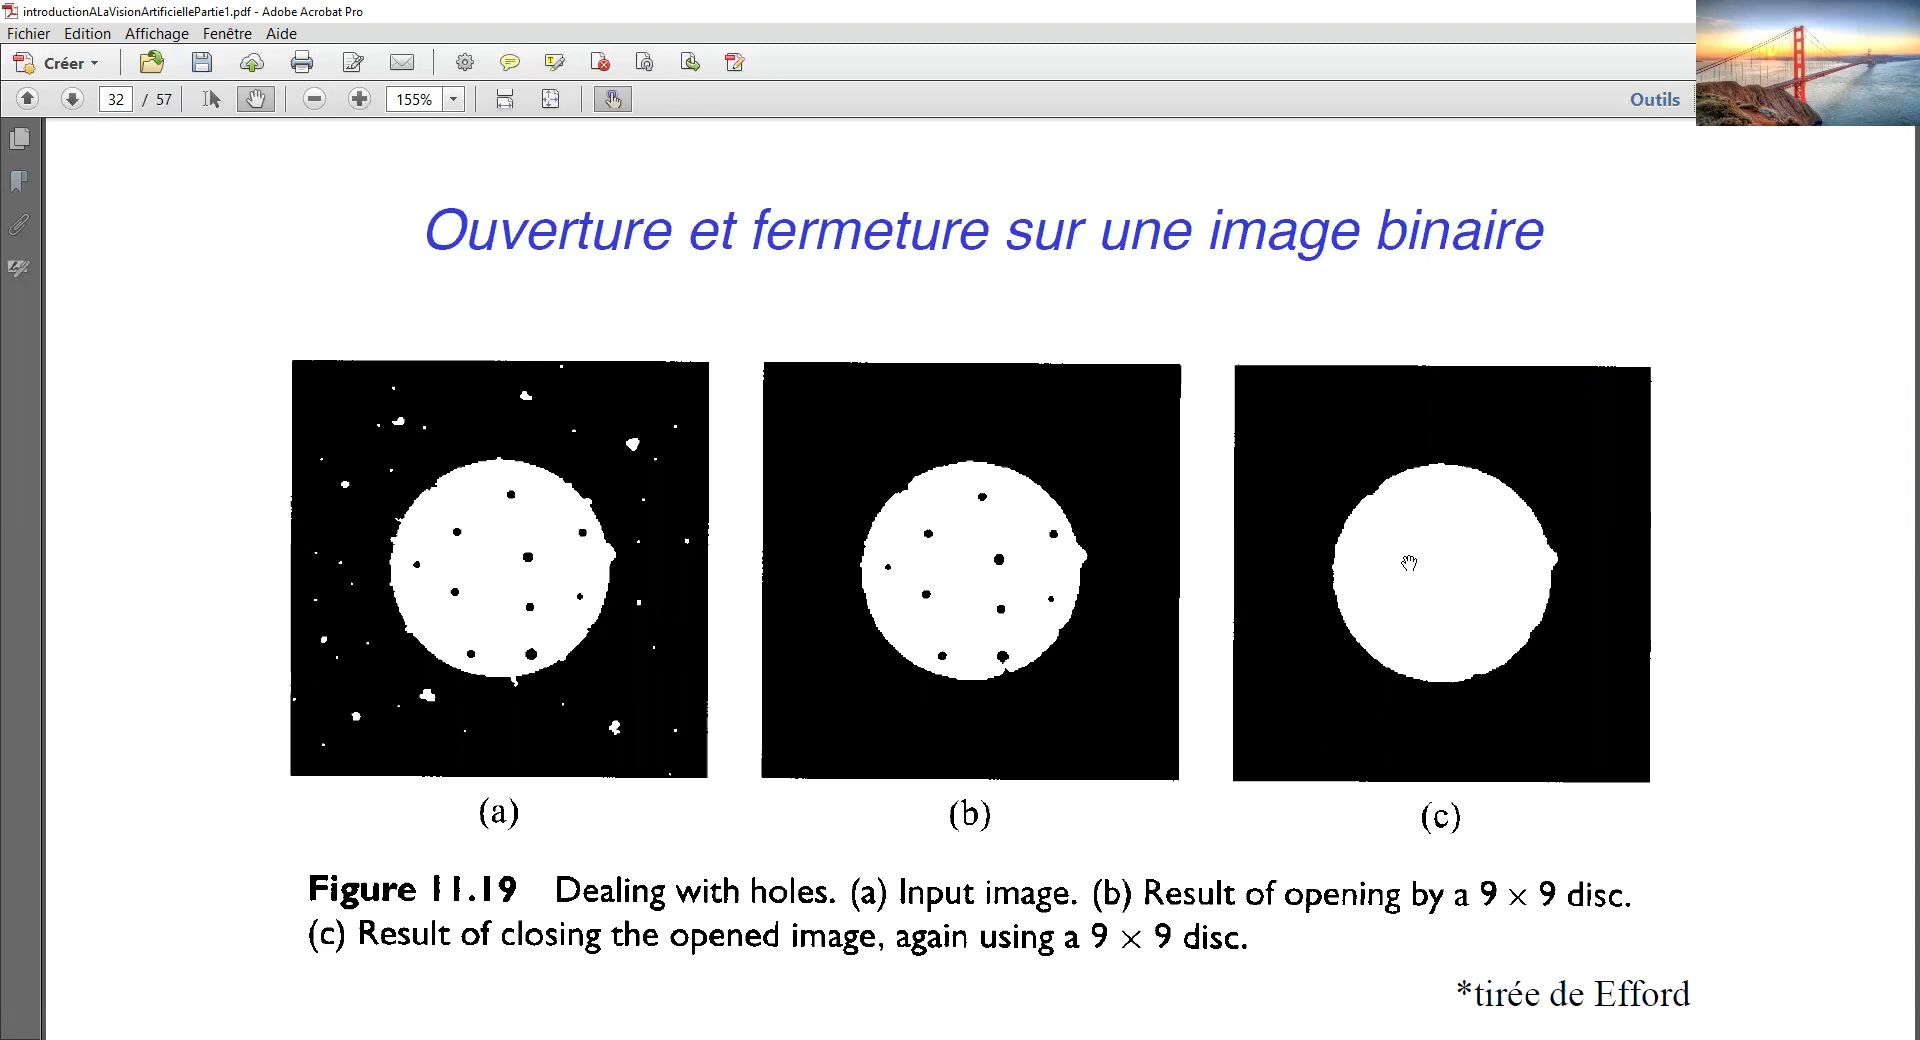 introductionALaVisionArtificiellePartie1.pdf - Adobe Acrobat Pro
Fichier Edition Affichage Fenêtre Aide
Créer
32 / 57 155% Outils
Ouverture et fermeture sur une image binaire
(a) (b) (c)
Figure 11.19 Dealing with holes. (a) Input image. (b) Result of opening by a 9 × 9 disc.
(c) Result of closing the opened image, again using a 9 × 9 disc.
*tirée de Efford